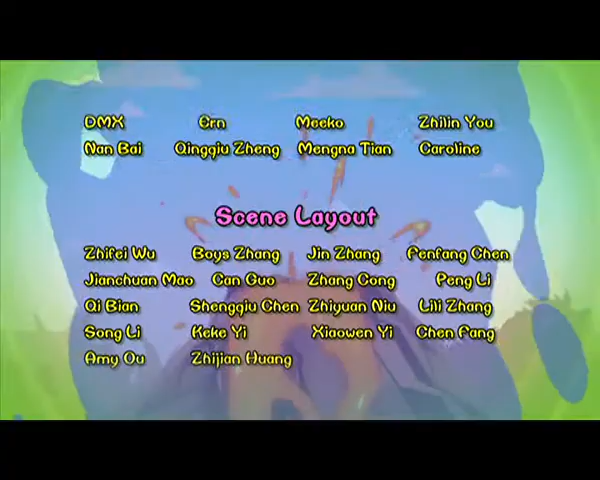 DMX Ern Meeko Zhilin You
Nan Bai Qingqiu Zheng Mengna Tian Caroline
Scene Layout
Zhifei Wu Boys Zhang Jin Zhang Fenfang Chen
Jianchuan Mao Can Guo Zhang Cong Peng Li
Qi Bian Shengqiu Chen Zhiyuan Niu Lili Zhang
Song Li Keke Yi Xiaowen Yi Chen Fang
Amy Ou Zhijian Huang